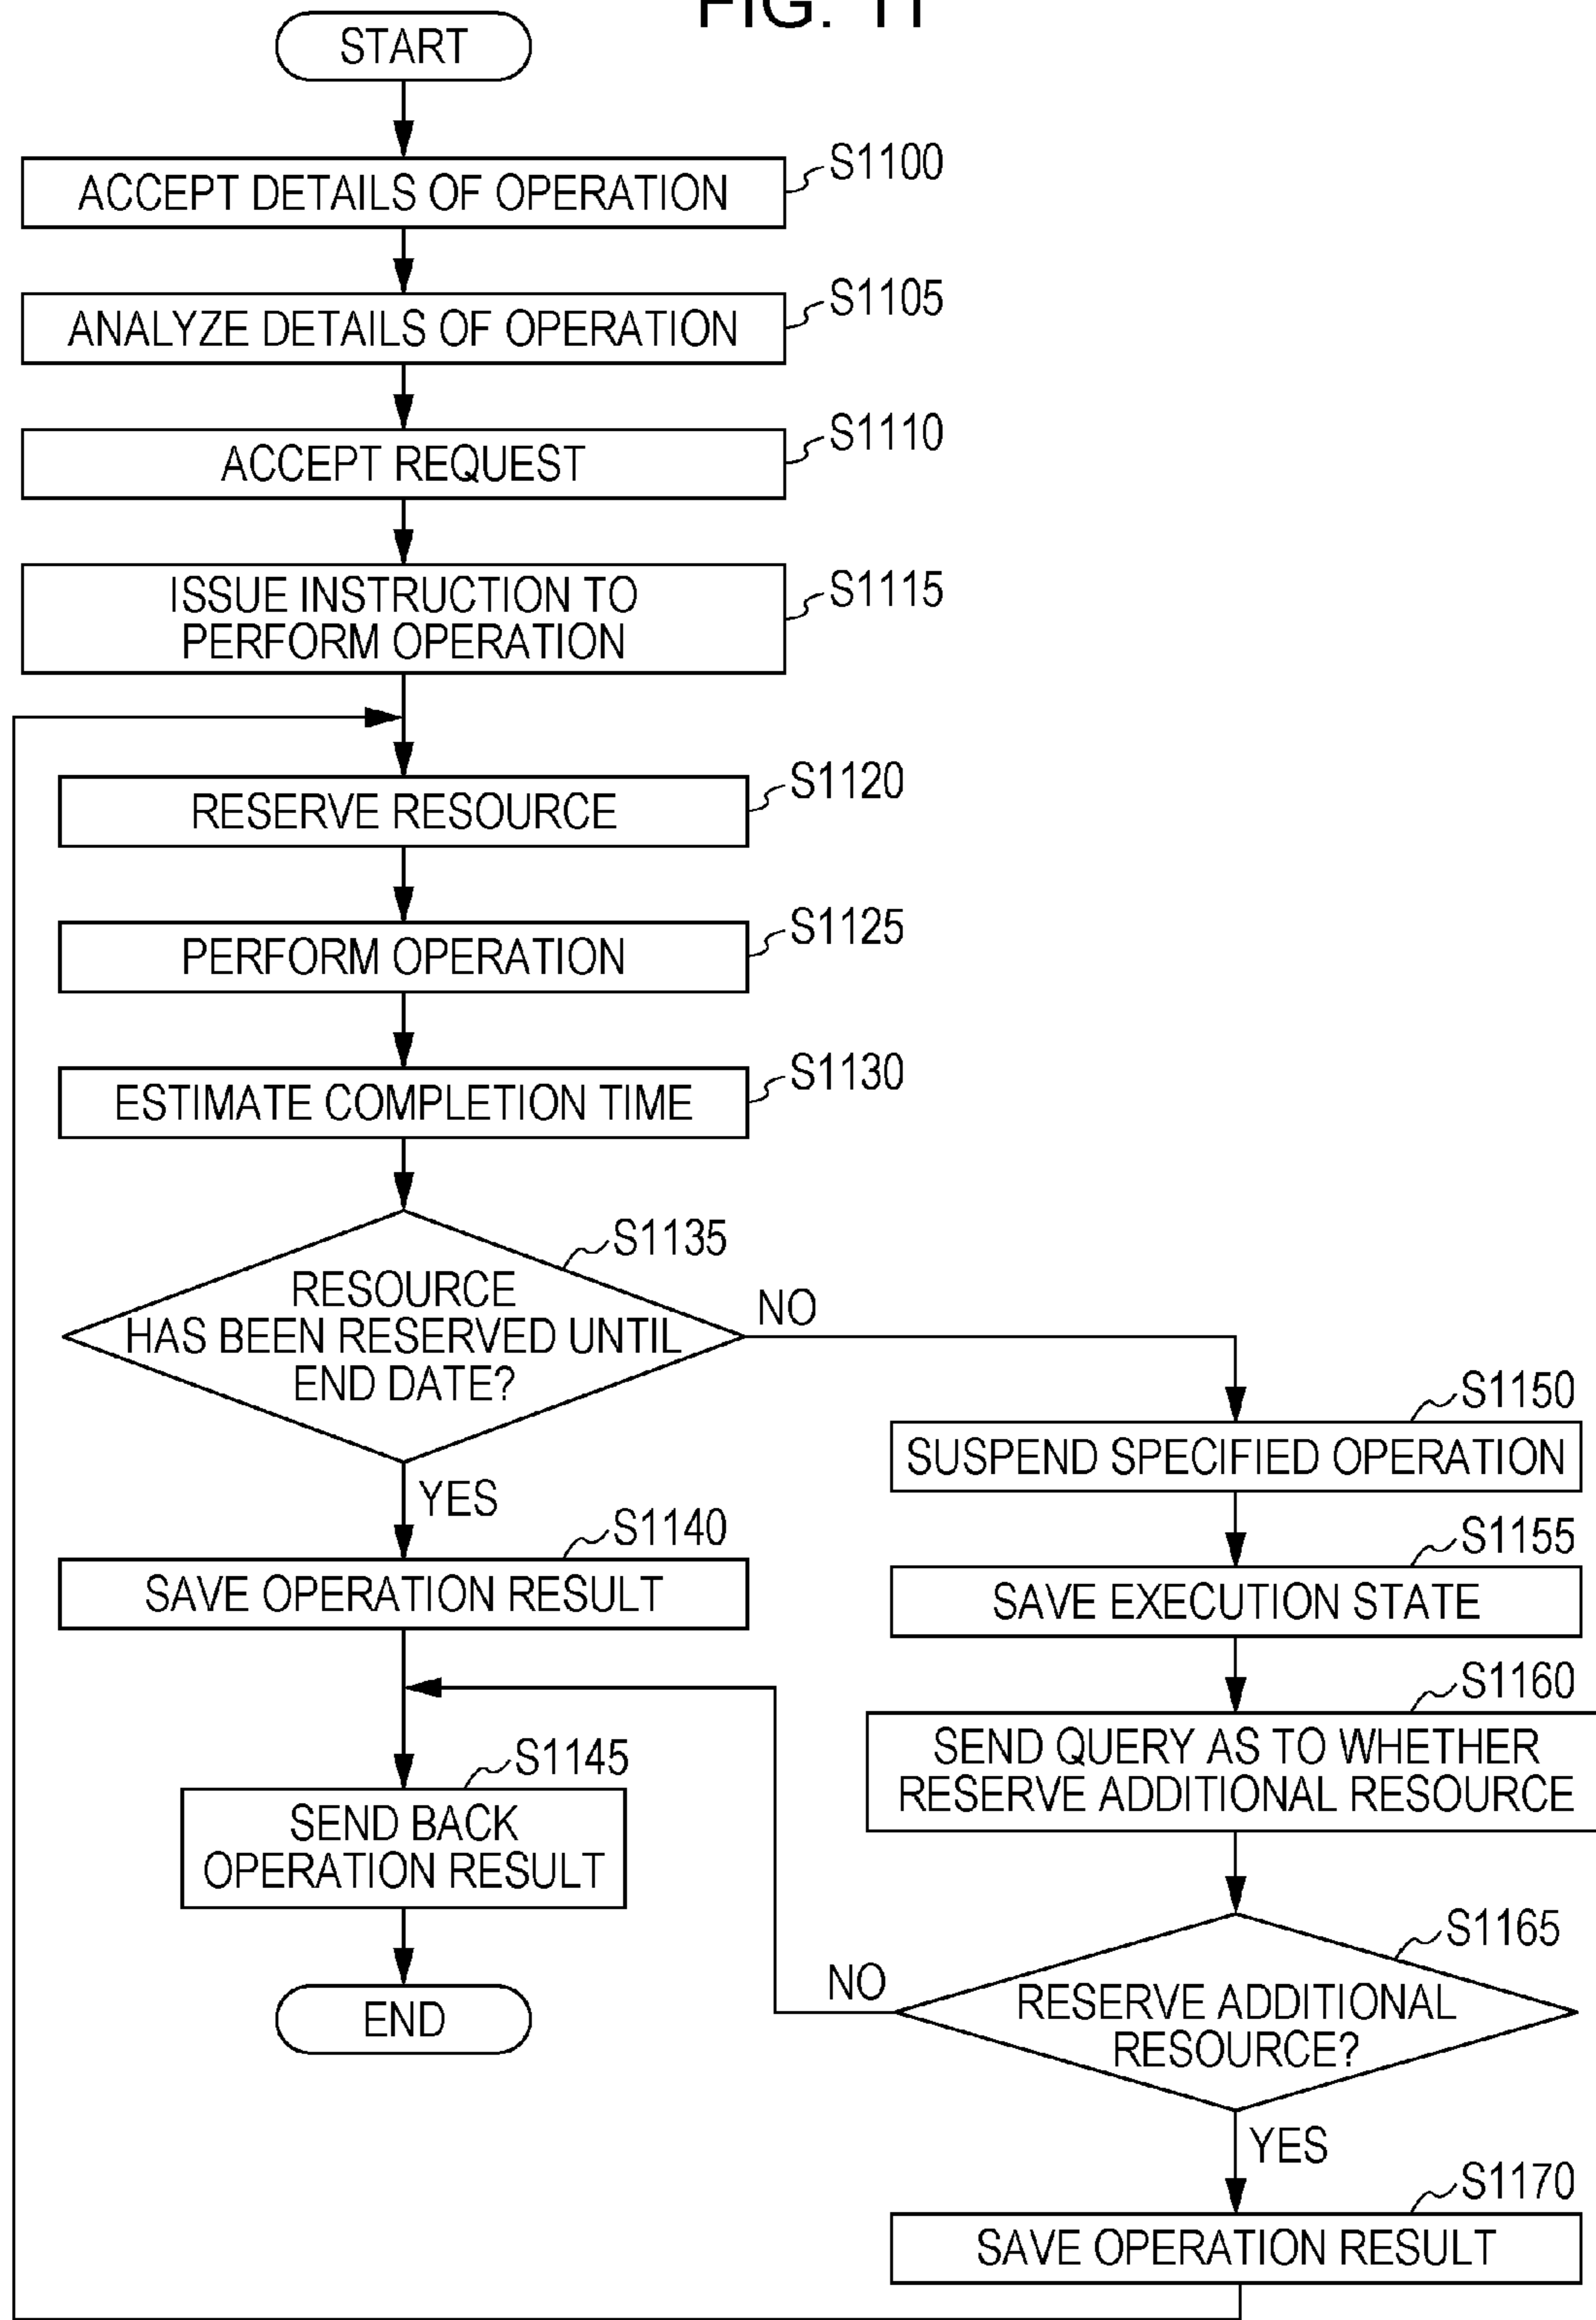 FIG. 11
START
ACCEPT DETAILS OF OPERATION
S1100
ANALYZE DETAILS OF OPERATION
S1105
ACCEPT REQUEST
S1110
ISSUE INSTRUCTION TO
PERFORM OPERATION
S1115
RESERVE RESOURCE
S1120
PERFORM OPERATION
S1125
ESTIMATE COMPLETION TIME
S1130
RESOURCE
HAS BEEN RESERVED UNTIL
END DATE?
S1135
NO
YES
SAVE OPERATION RESULT
S1140
SEND BACK
OPERATION RESULT
S1145
END
SUSPEND SPECIFIED OPERATION
S1150
SAVE EXECUTION STATE
S1155
SEND QUERY AS TO WHETHER
RESERVE ADDITIONAL RESOURCE
S1160
RESERVE ADDITIONAL
RESOURCE?
S1165
NO
YES
SAVE OPERATION RESULT
S1170